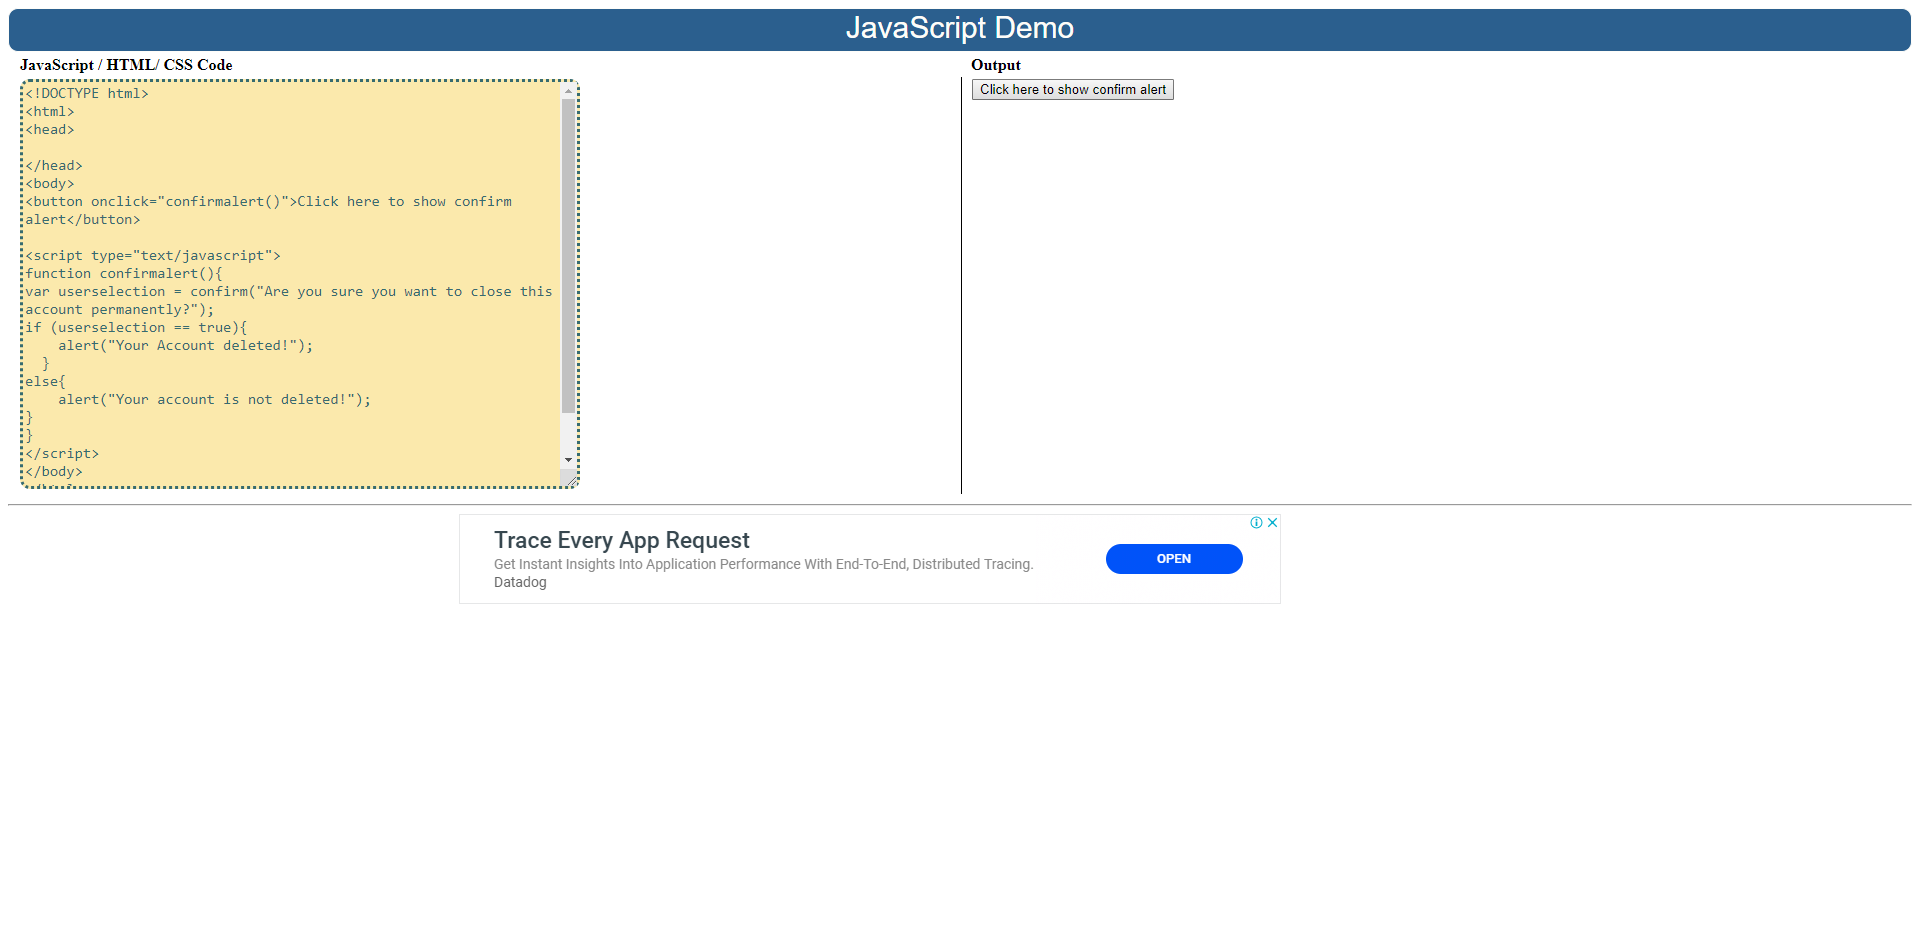 JavaScript Demo
JavaScript / HTML/ CSS Code
<!DOCTYPE html>
<html>
<head>
</head>
<body>
<button onclick="confirmalert()">Click here to show confirm
alert</button>
<script type="text/javascript">
function confirmalert(){
var userselection = confirm("Are you sure you want to close this
account permanently?");
if (userselection == true){
    alert("Your Account deleted!");
  }
else{
    alert("Your account is not deleted!");
}
}
</script>
</body>
Output
Click here to show confirm alert
Trace Every App Request
Get Instant Insights Into Application Performance With End-To-End, Distributed Tracing.
Datadog
OPEN